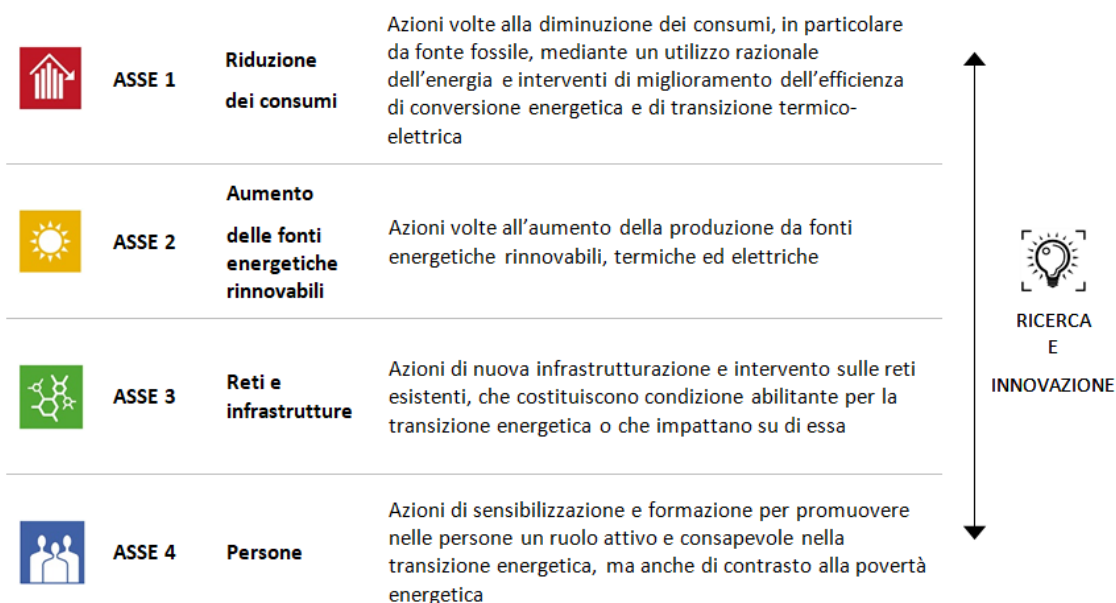 ASSE 1
Riduzione
dei consumi
Azioni volte alla diminuzione dei consumi, in particolare
da fonte fossile, mediante un utilizzo razionale
dell’energia e interventi di miglioramento dell’efficienza
di conversione energetica e di transizione termico-
elettrica
ASSE 2
Aumento
delle fonti
energetiche
rinnovabili
Azioni volte all’aumento della produzione da fonti
energetiche rinnovabili, termiche ed elettriche
ASSE 3
Reti e
infrastrutture
Azioni di nuova infrastrutturazione e intervento sulle reti
esistenti, che costituiscono condizione abilitante per la
transizione energetica o che impattano su di essa
ASSE 4
Persone
Azioni di sensibilizzazione e formazione per promuovere
nelle persone un ruolo attivo e consapevole nella
transizione energetica, ma anche di contrasto alla povertà
energetica
RICERCA
E
INNOVAZIONE